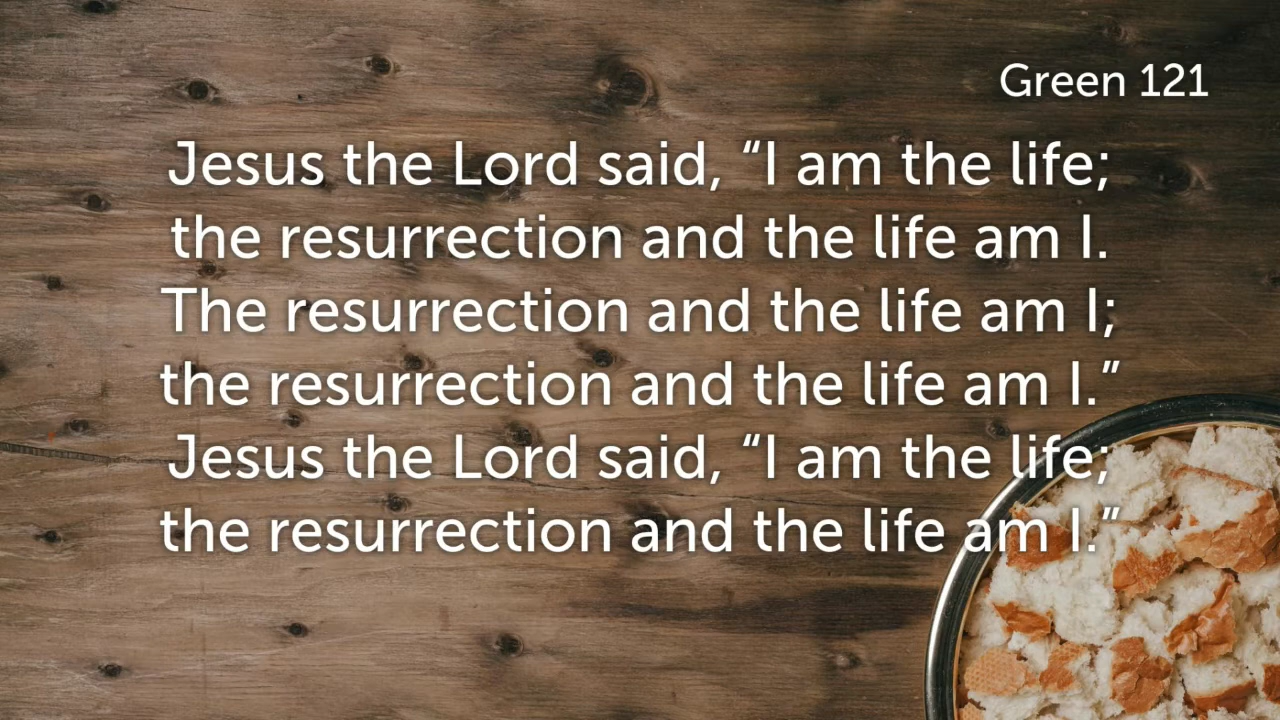 Green 121
Jesus the Lord said, “I am the life;
the resurrection and the life am I.
The resurrection and the life am I;
the resurrection and the life am I.”
Jesus the Lord said, “I am the life;
the resurrection and the life am I.”